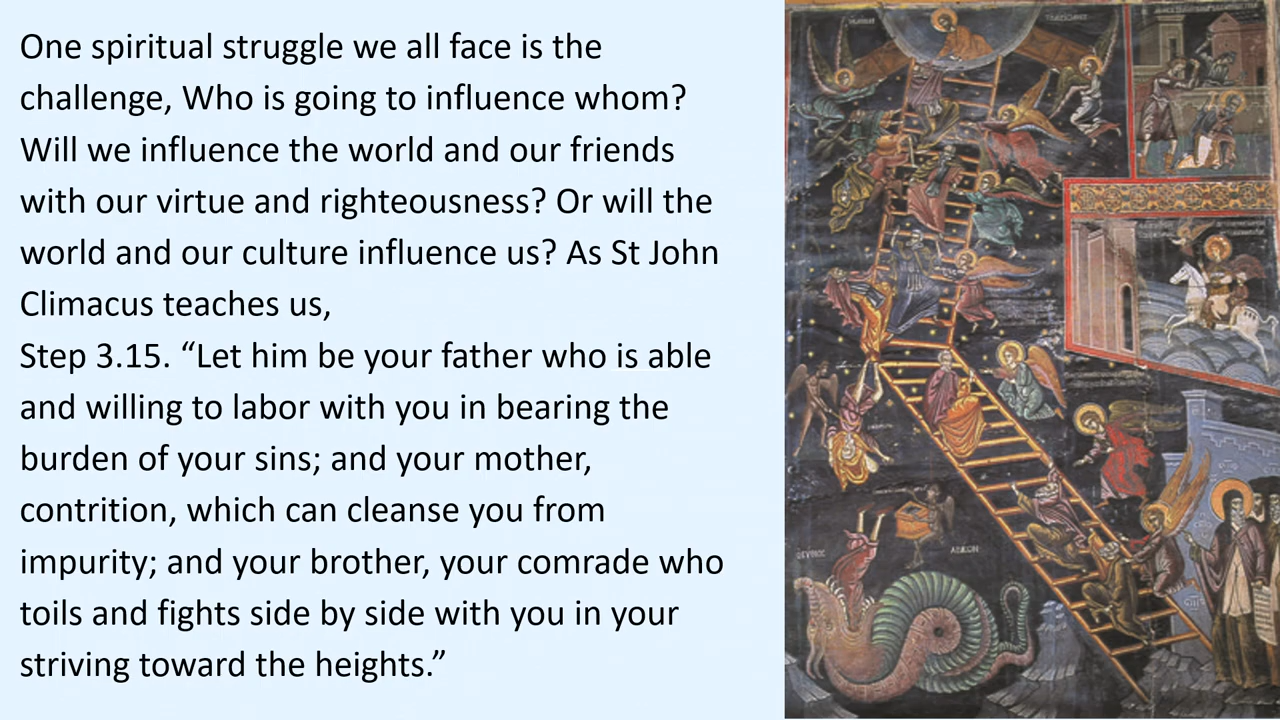 One spiritual struggle we all face is the
challenge, Who is going to influence whom?
Will we influence the world and our friends
with our virtue and righteousness? Or will the
world and our culture influence us? As St John
Climacus teaches us,
Step 3.15. “Let him be your father who is able
and willing to labor with you in bearing the
burden of your sins; and your mother,
contrition, which can cleanse you from
impurity; and your brother, your comrade who
toils and fights side by side with you in your
striving toward the heights.”